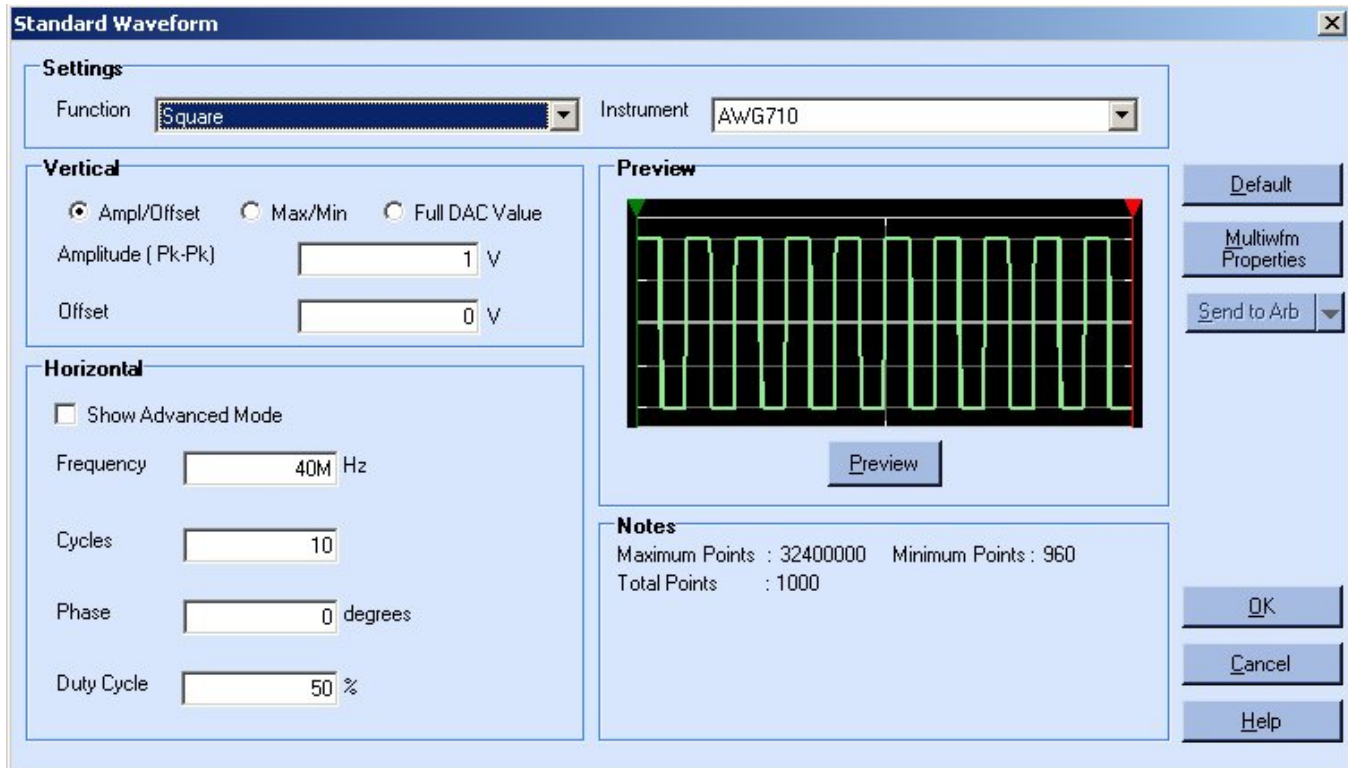 Standard Waveform
Settings
Function Square Instrument AWG710
Vertical
Ampl/Offset Max/Min Full DAC Value
Amplitude ( Pk-Pk) 1 V
Offset 0 V
Horizontal
Show Advanced Mode
Frequency 40M Hz
Cycles 10
Phase 0 degrees
Duty Cycle 50 %
Preview
Preview
Notes
Maximum Points : 32400000 Minimum Points : 960
Total Points : 1000
Default
Multiwfm
Properties
Send to Arb
OK
Cancel
Help